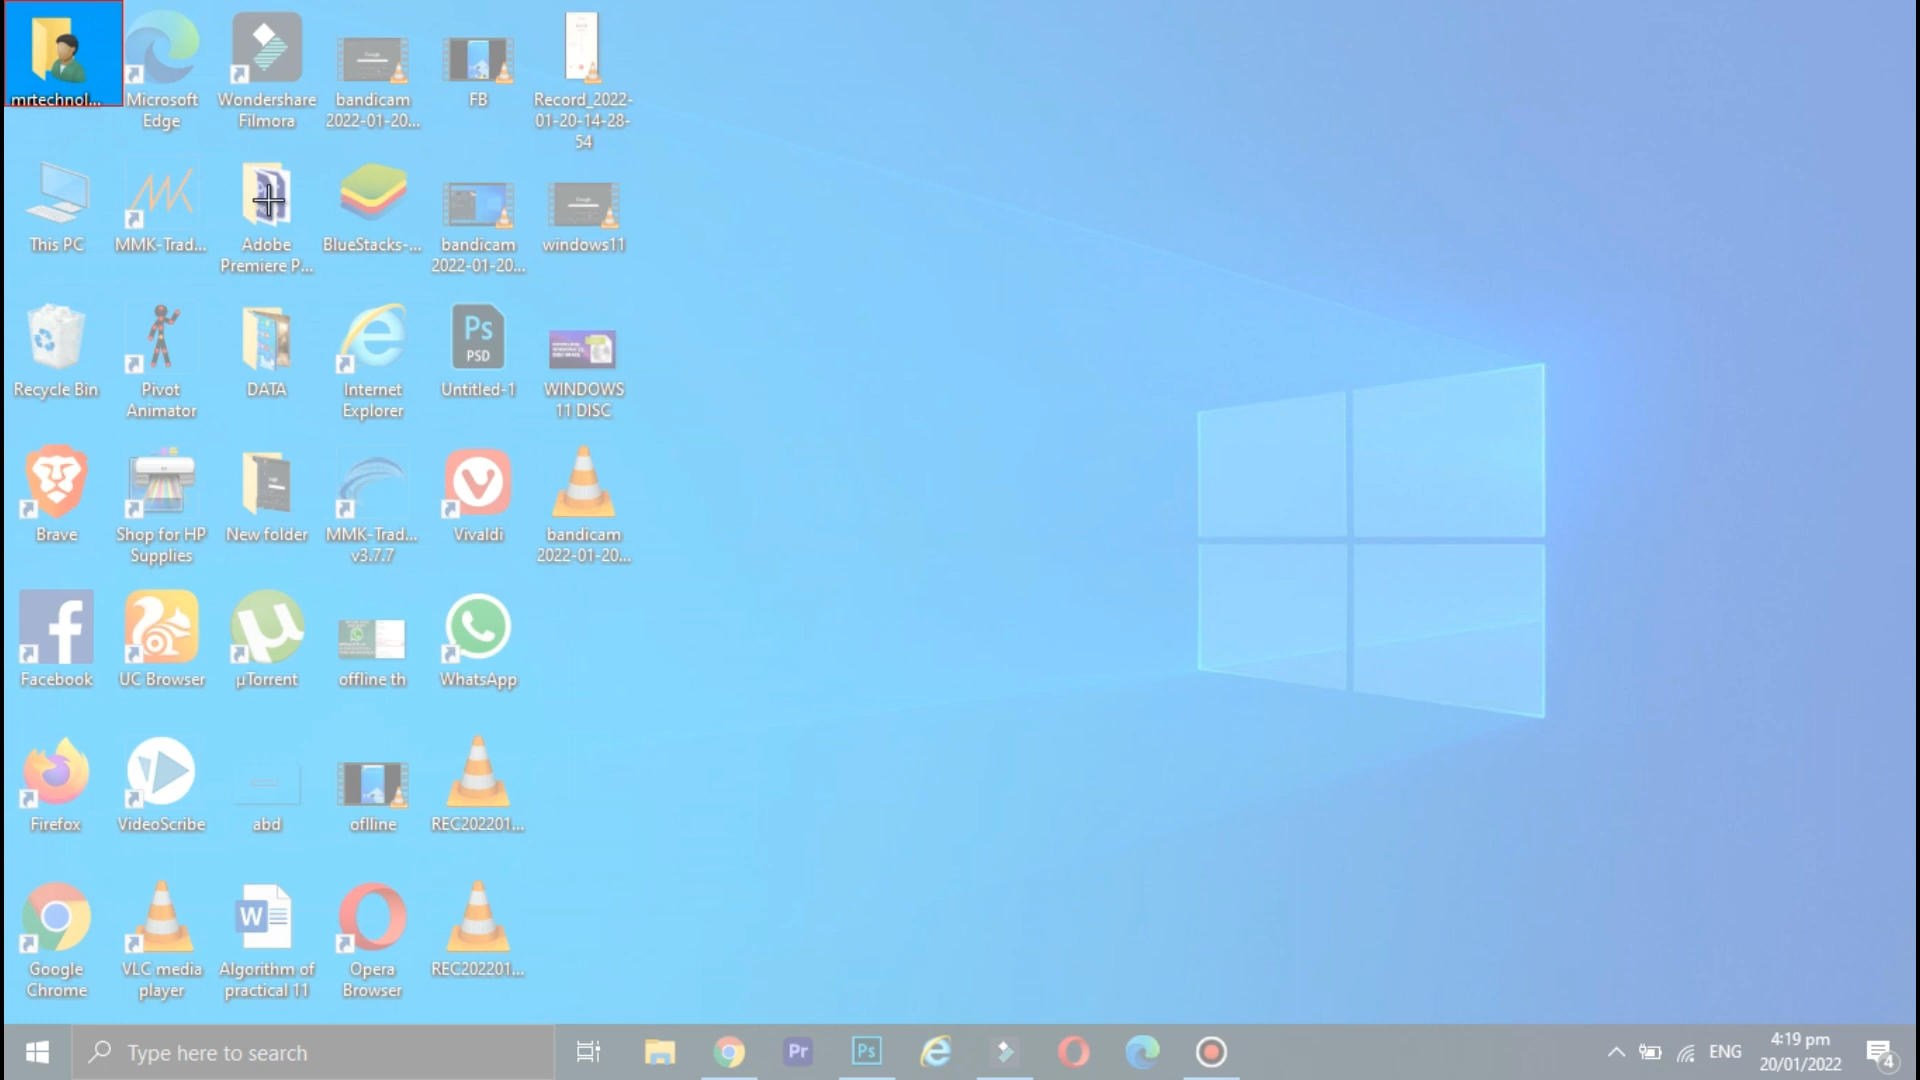 mrtechnol...
Microsoft
Edge
Wondershare
Filmora
bandicam
2022-01-20...
FB
Record_2022-
01-20-14-28-
54
This PC
MMK-Trad...
Adobe
Premiere P...
BlueStacks-...
bandicam
2022-01-20...
windows11
Recycle Bin
Pivot
Animator
DATA
Internet
Explorer
Ps
PSD
Untitled-1
WINDOWS
11 DISC
Brave
Shop for HP
Supplies
New folder
MMK-Trad...
v3.7.7
Vivaldi
bandicam
2022-01-20...
Facebook
UC Browser
µTorrent
offline th
WhatsApp
Firefox
VideoScribe
abd
oflline
REC202201...
Google
Chrome
VLC media
player
W
Algorithm of
practical 11
Opera
Browser
REC202201...
Type here to search
Pr
Ps
ENG
4:19 pm
20/01/2022
4